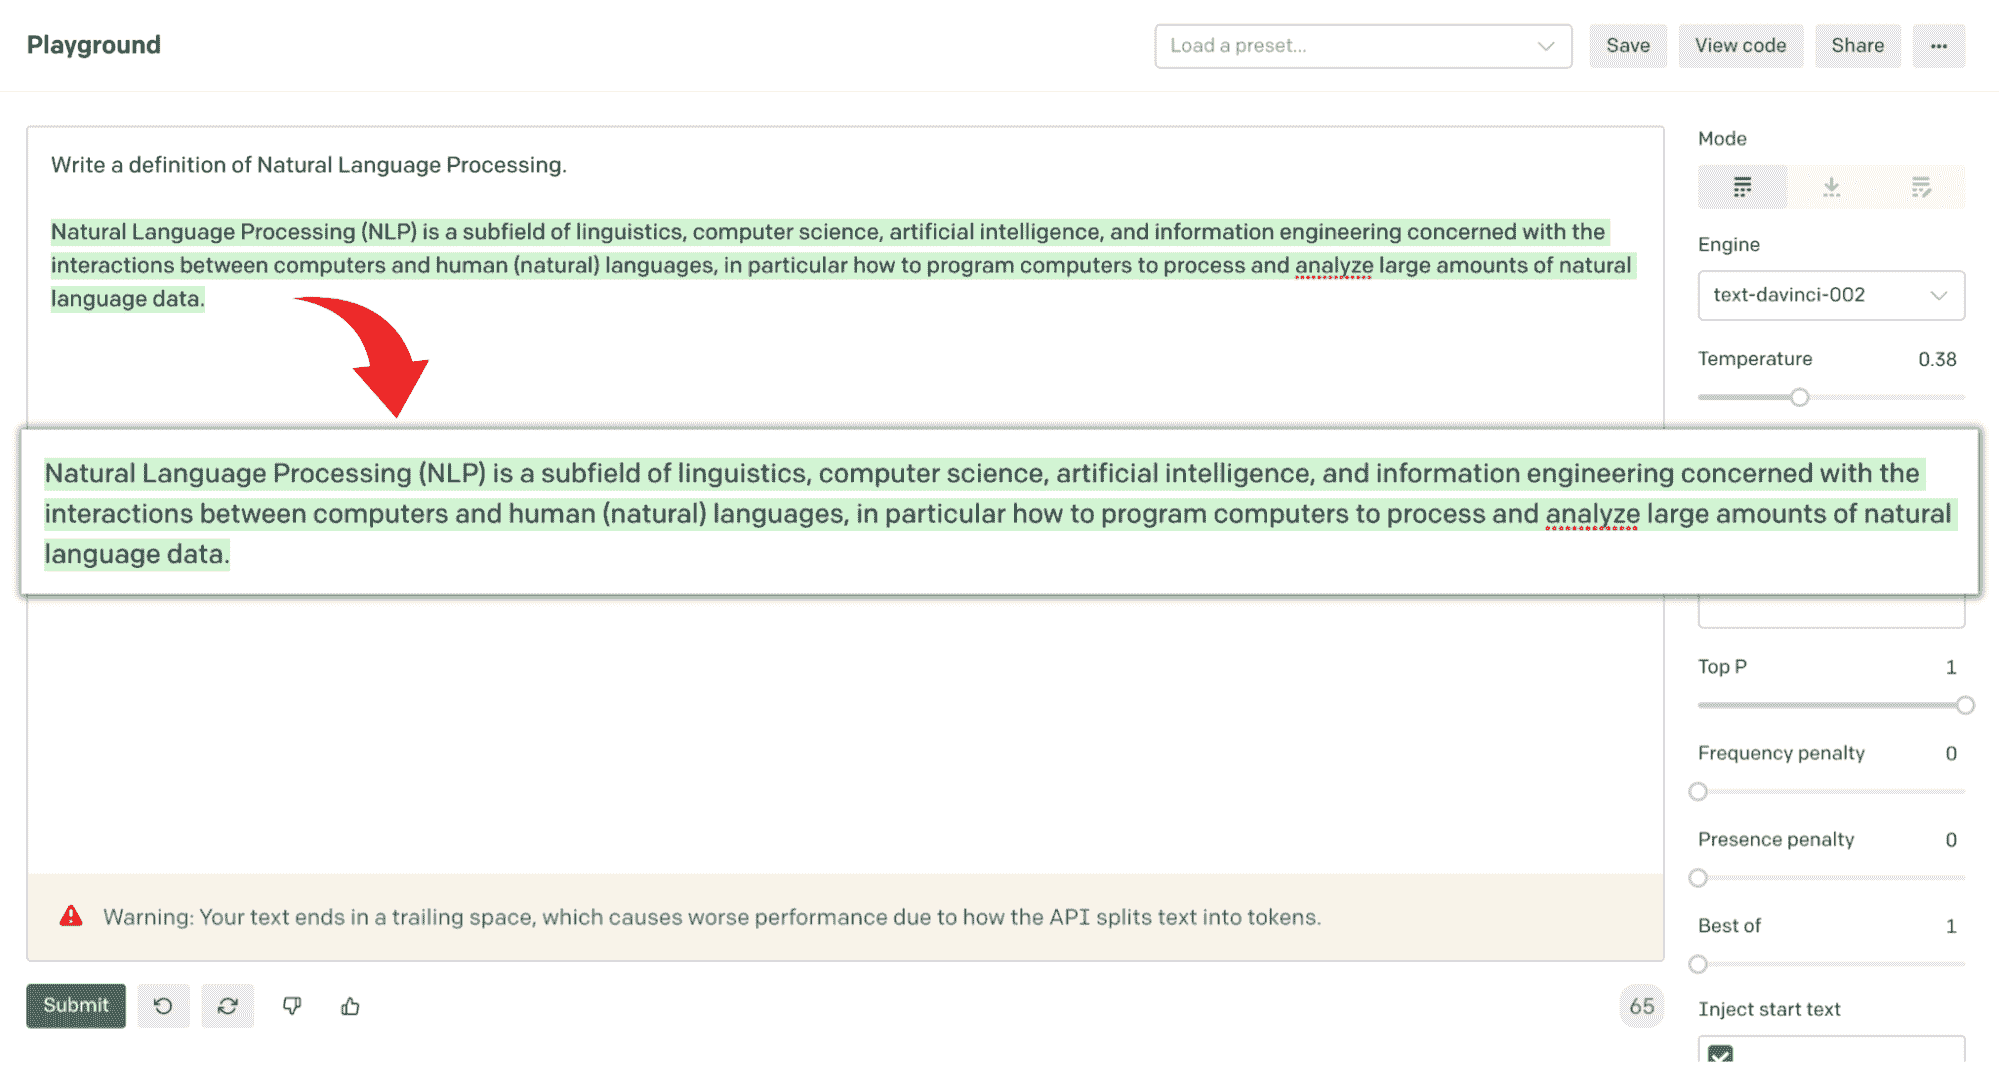 Playground
Load a preset...
Save
View code
Share
Write a definition of Natural Language Processing.
Natural Language Processing (NLP) is a subfield of linguistics, computer science, artificial intelligence, and information engineering concerned with the
interactions between computers and human (natural) languages, in particular how to program computers to process and analyze large amounts of natural
language data.
Mode
Engine
text-davinci-002
Temperature 0.38
Natural Language Processing (NLP) is a subfield of linguistics, computer science, artificial intelligence, and information engineering concerned with the
interactions between computers and human (natural) languages, in particular how to program computers to process and analyze large amounts of natural
language data.
Top P 1
Frequency penalty 0
Presence penalty 0
Best of 1
Inject start text
Warning: Your text ends in a trailing space, which causes worse performance due to how the API splits text into tokens.
Submit
65